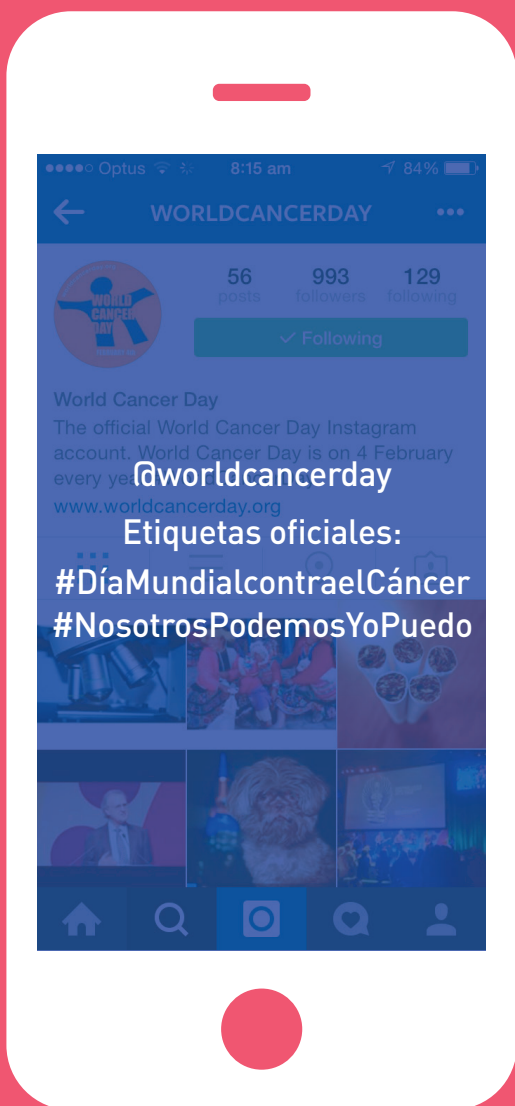 Optus 8:15 am 84%
WORLDCANCERDAY
WORLD
CANCER
DAY
56 993 129
posts followers following
Following
World Cancer Day
The official World Cancer Day Instagram
account. World Cancer Day is on 4 February
every
@worldcancerday
www.worldcancerday.org
Etiquetas oficiales:
#DíaMundialcontraelCáncer
#NosotrosPodemosYoPuedo